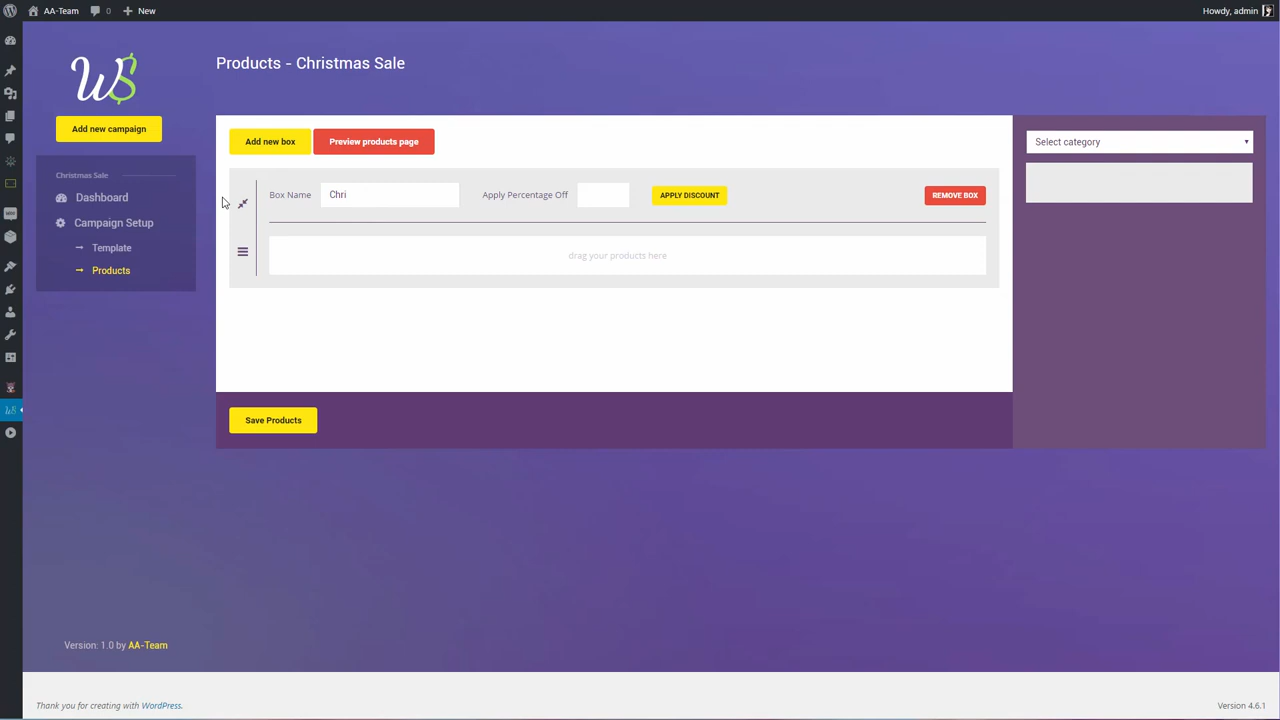 AA-Team
0
New
Howdy, admin
WS
Products - Christmas Sale
Add new campaign
Add new box
Preview products page
Select category
Christmas Sale
Dashboard
Campaign Setup
Template
Products
Box Name
Chri
Apply Percentage Off
APPLY DISCOUNT
REMOVE BOX
drag your products here
Save Products
Version: 1.0 by AA-Team
Thank you for creating with WordPress.
Version 4.6.1